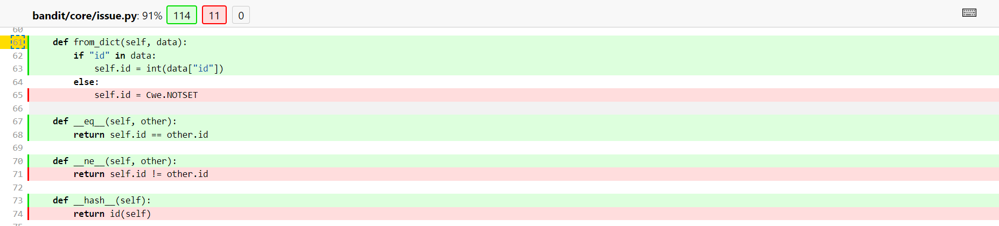 bandit/core/issue.py: 91% 114 11 0
60
61 def from_dict(self, data):
62 if "id" in data:
63 self.id = int(data["id"])
64 else:
65 self.id = Cwe.NOTSET
66
67 def __eq__(self, other):
68 return self.id == other.id
69
70 def __ne__(self, other):
71 return self.id != other.id
72
73 def __hash__(self):
74 return id(self)
75